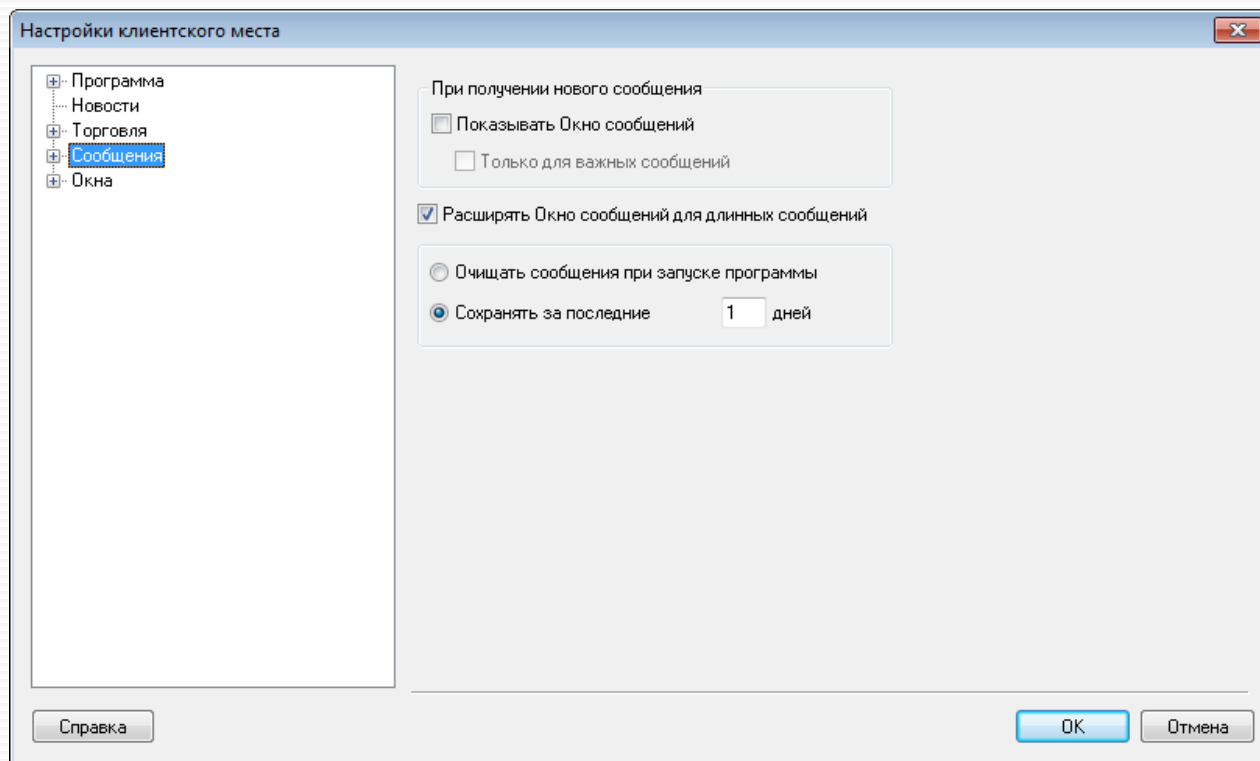 Настройки клиентского места
Программа
Новости
Торговля
Сообщения
Окна
При получении нового сообщения
Показывать Окно сообщений
Только для важных сообщений
Расширять Окно сообщений для длинных сообщений
Очищать сообщения при запуске программы
Сохранять за последние 1 дней
Справка
OK
Отмена